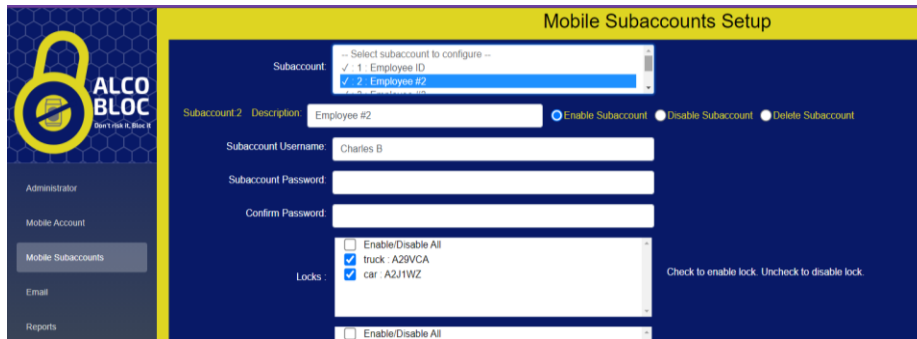 Mobile Subaccounts Setup
ALCO
BLOC
Don't risk it, Bloc it
Administrator
Mobile Account
Mobile Subaccounts
Email
Reports
Subaccount:
-- Select subaccount to configure --
✓ : 1 : Employee ID
✓ : 2 : Employee #2
Subaccount:2 Description: Employee #2 Enable Subaccount Disable Subaccount Delete Subaccount
Subaccount Username: Charles B
Subaccount Password:
Confirm Password:
Locks :
Enable/Disable All
truck : A29VCA
car : A2J1WZ
Check to enable lock. Uncheck to disable lock.
Enable/Disable All